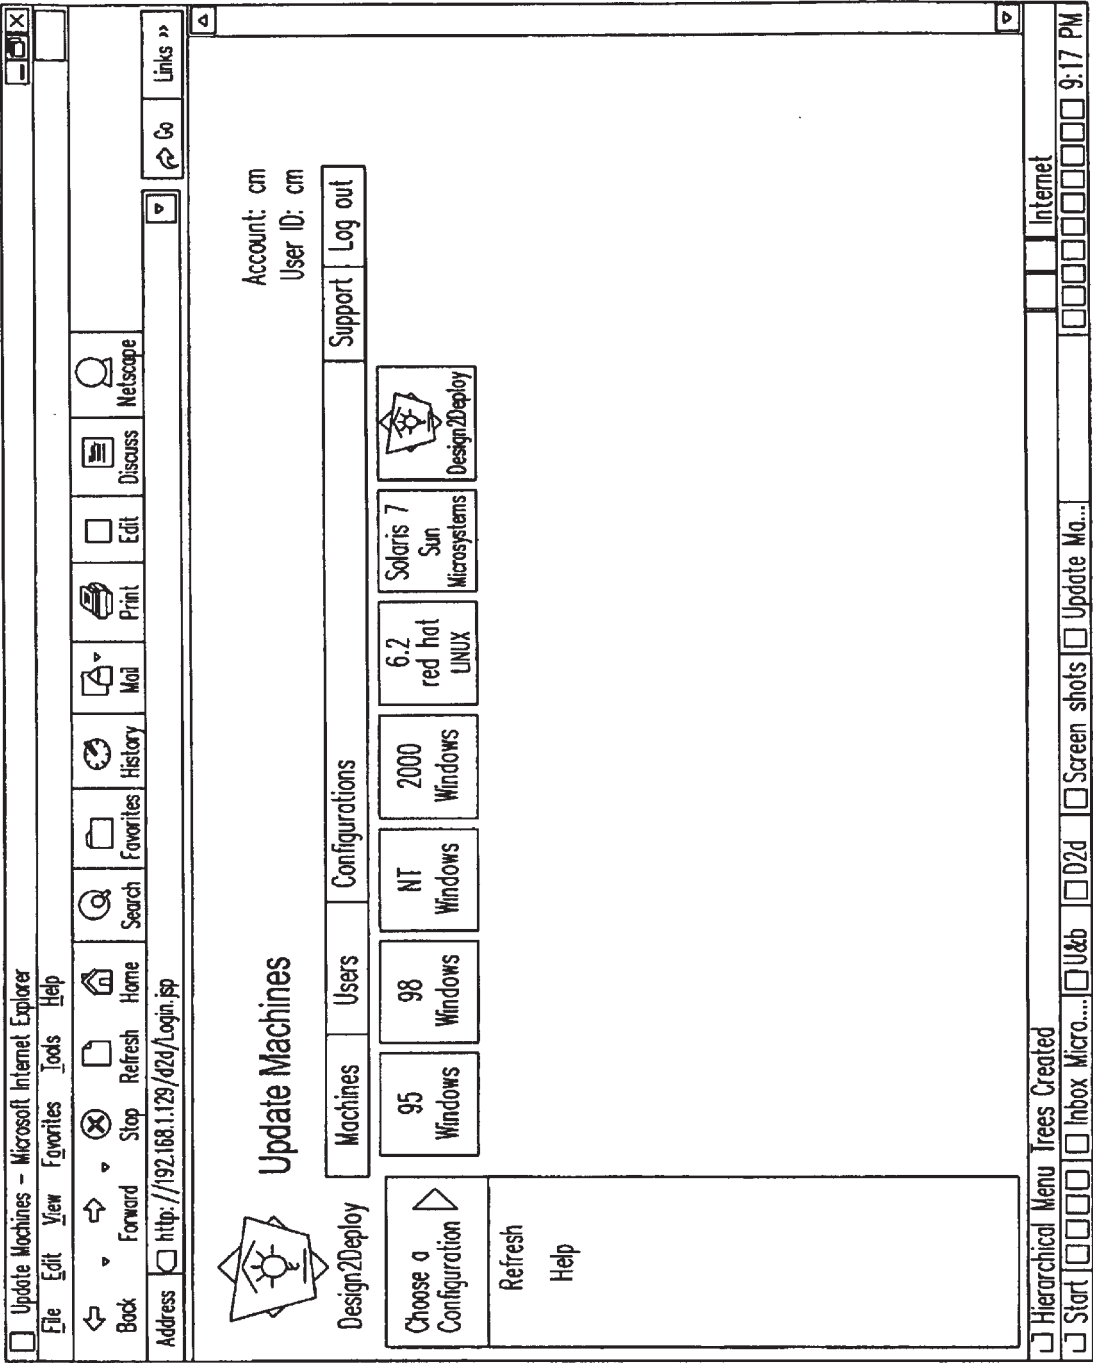 Update Machines – Microsoft Internet Explorer
File Edit View Favorites Tools Help
Back Forward Stop Refresh Home Search Favorites History Mail Print Edit Discuss Netscape
Address http://192.168.1.129/d2d/Login.jsp Go Links »
Design2Deploy
Update Machines
Account: cm
User ID: cm
Machines Users Configurations Support Log out
Choose a
Configuration
Refresh
Help
95
Windows
98
Windows
NT
Windows
2000
Windows
6.2
red hat
LINUX
Solaris 7
Sun
Microsystems
Design2Deploy
Hierarchical Menu Trees Created Internet
Start Inbox Micro.... U&b D2d Screen shots Update Ma... 9:17 PM